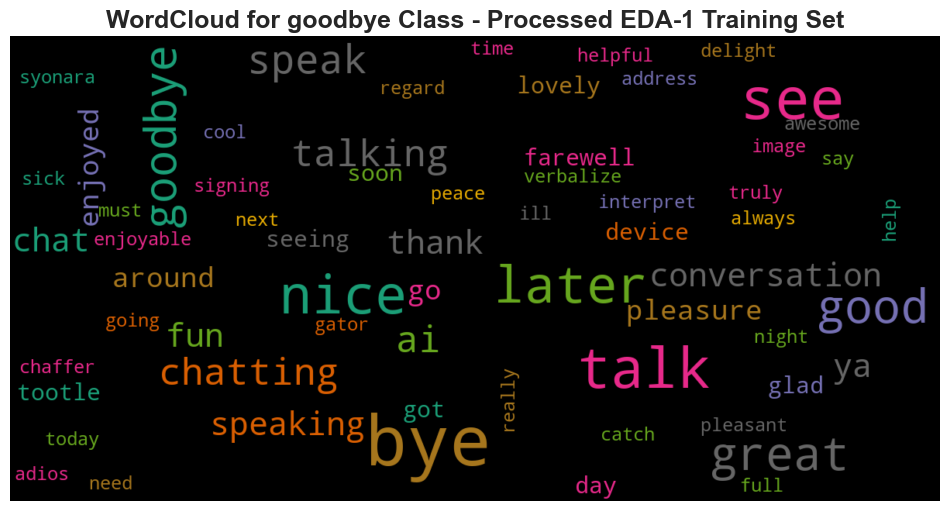 WordCloud for goodbye Class - Processed EDA-1 Training Set
time
helpful
delight
speak
goodbye
syonara
regard
lovely
address
see
awesome
cool
enjoyed
talking
farewell
image
say
soon
verbalize
sick
signing
peace
interpret
truly
must
next
ill
always
help
chat
enjoyable
seeing
thank
device
around
nice
go
later
conversation
pleasure
good
going
gator
fun
ai
night
chaffer
chatting
talk
ya
tootle
glad
really
got
speaking
bye
today
catch
pleasant
great
adios
need
day
full